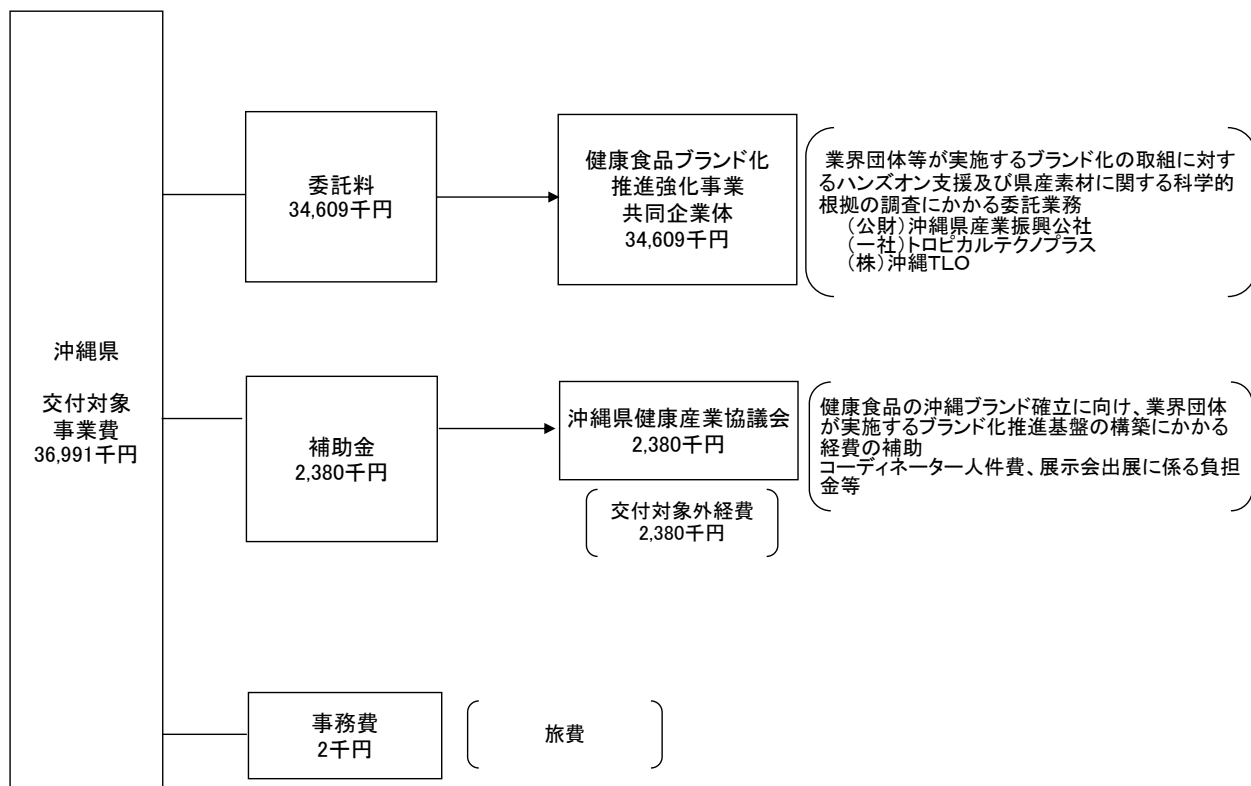 沖縄県
交付対象
事業費
36,991千円
委託料
34,609千円
健康食品ブランド化
推進強化事業
共同企業体
34,609千円
業界団体等が実施するブランド化の取組に対す
るハンズオン支援及び県産素材に関する科学的
根拠の調査にかかる委託業務
(公財)沖縄県産業振興公社
(一社)トロピカルテクノプラス
(株)沖縄TLO
補助金
2,380千円
沖縄県健康産業協議会
2,380千円
交付対象外経費
2,380千円
健康食品の沖縄ブランド確立に向け、業界団体
が実施するブランド化推進基盤の構築にかかる
経費の補助
コーディネーター人件費、展示会出展に係る負担
金等
事務費
2千円
旅費